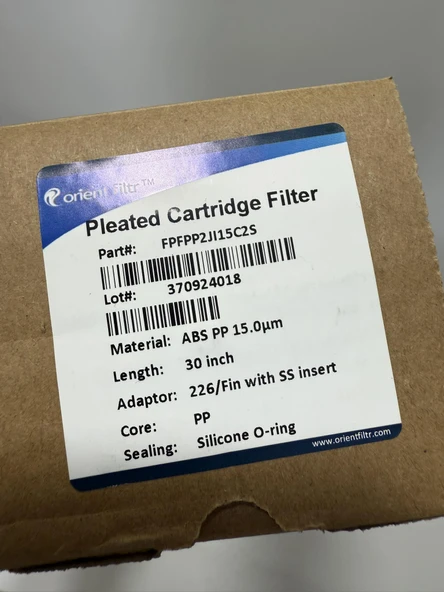 orient filtr™
Pleated Cartridge Filter
Part#: FPFPP2JI15C2S
Lot#: 370924018
Material: ABS PP 15.0µm
Length: 30 inch
Adaptor: 226/Fin with SS insert
Core: PP
Sealing: Silicone O-ring
www.orientfiltr.com